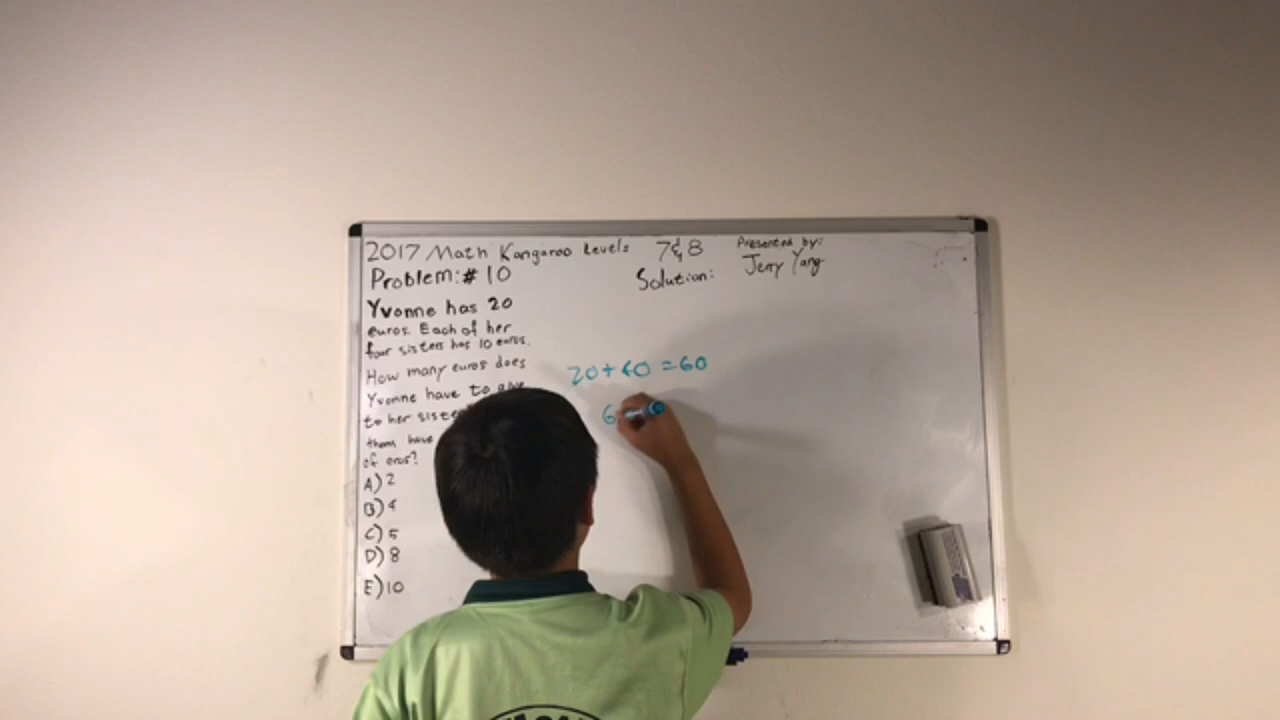 2017 Math Kangaroo Levels 7&8
Presented by:
Jerry Yang
Problem: # 10
Solution:
Yvonne has 20
euros. Each of her
four sisters has 10 euros.
How many euros does
Yvonne have to give
to her
them have
of eros?
A) 2
B) 4
C) 5
D) 8
E) 10
20+40=60
6